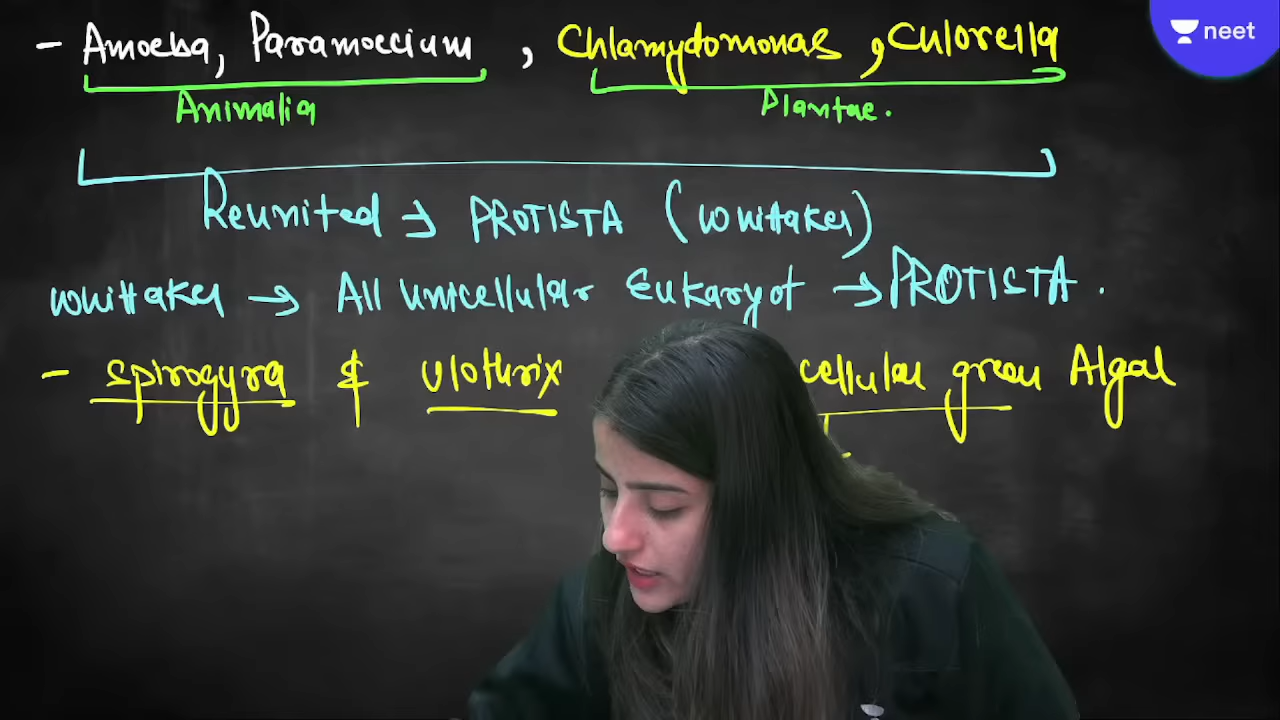 - Amoeba, Paramoecium, Chlamydomonas, Chlorella
neet
Animalia Plantae.
Reunited → PROTISTA (Whittaker)
Whittaker → All Unicellular Eukaryot → PROTISTA.
- Spirogyra & Ulothrix cellular green Algal